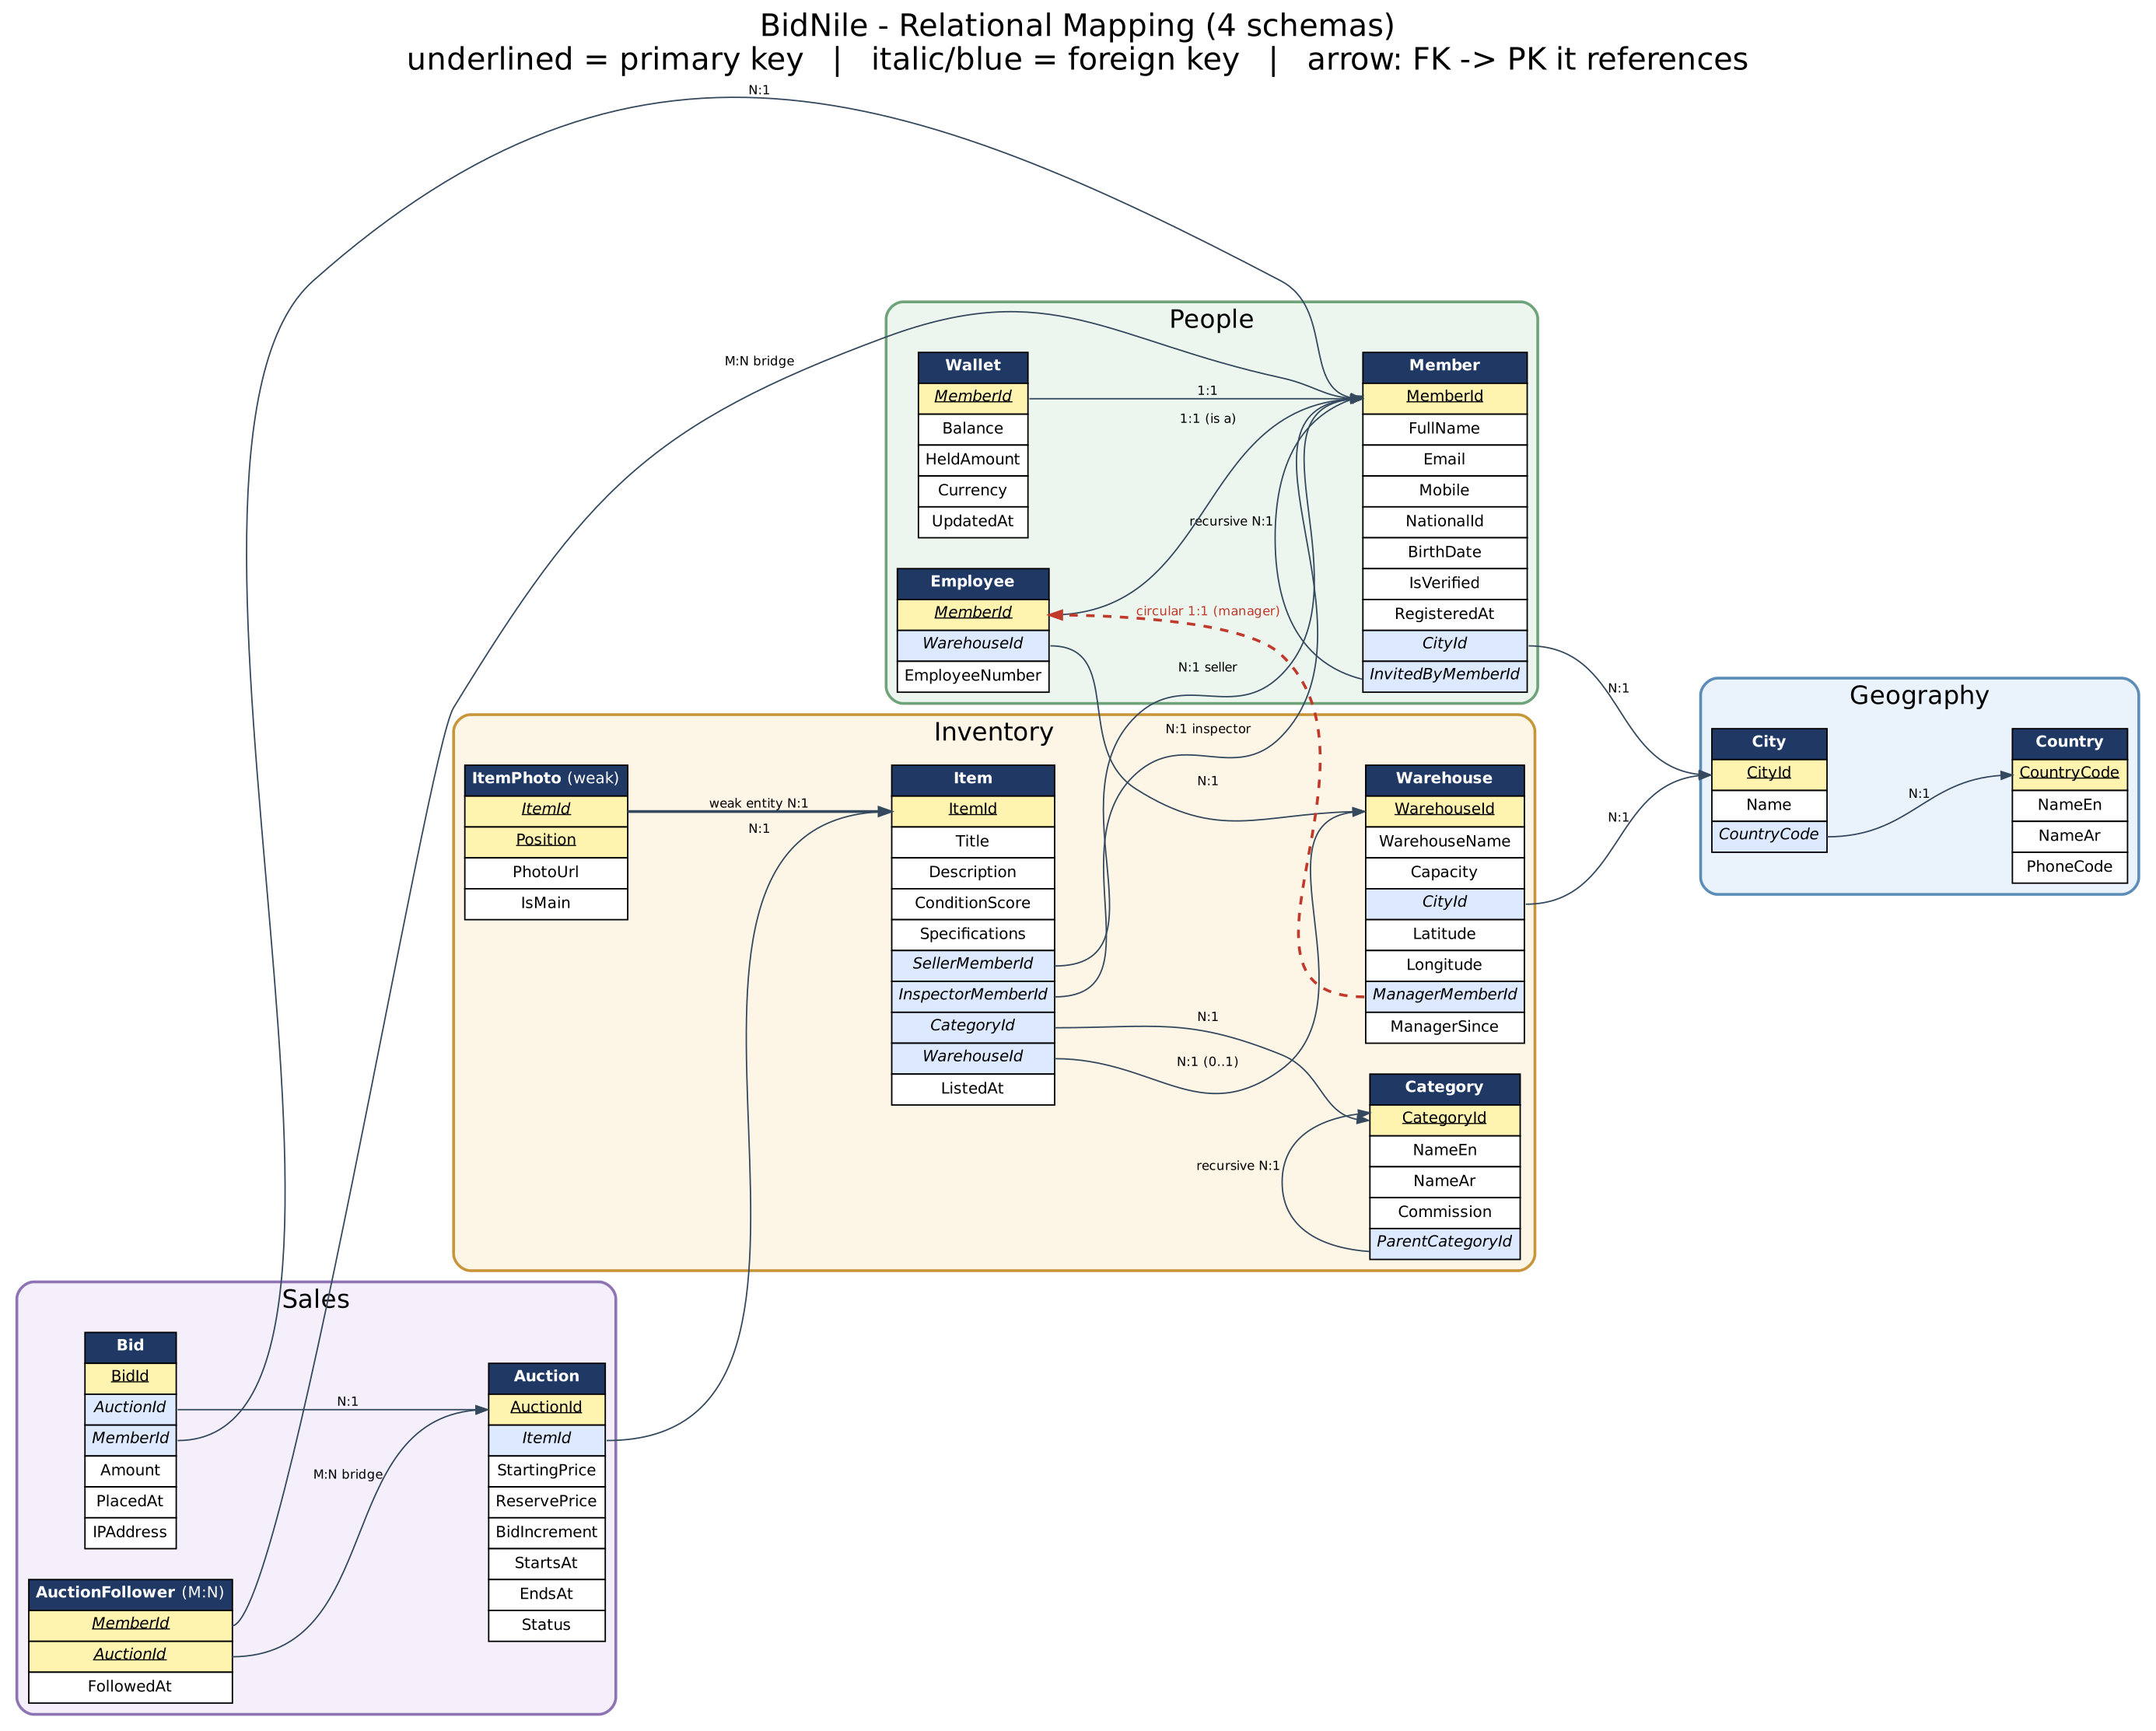 BidNile - Relational Mapping (4 schemas)
underlined = primary key | italic/blue = foreign key | arrow: FK -> PK it references
N:1
People
M:N bridge
Wallet
MemberId
Balance
HeldAmount
Currency
UpdatedAt
1:1
1:1 (is a)
recursive N:1
Member
MemberId
FullName
Email
Mobile
NationalId
BirthDate
IsVerified
RegisteredAt
CityId
InvitedByMemberId
Employee
MemberId
WarehouseId
EmployeeNumber
circular 1:1 (manager)
N:1 seller
N:1
Geography
City
CityId
Name
CountryCode
N:1
Country
CountryCode
NameEn
NameAr
PhoneCode
Inventory
N:1 inspector
N:1
ItemPhoto (weak)
ItemId
Position
PhotoUrl
IsMain
weak entity N:1
N:1
Item
ItemId
Title
Description
ConditionScore
Specifications
SellerMemberId
InspectorMemberId
CategoryId
WarehouseId
ListedAt
Warehouse
WarehouseId
WarehouseName
Capacity
CityId
Latitude
Longitude
ManagerMemberId
ManagerSince
N:1
N:1
N:1 (0..1)
Category
CategoryId
NameEn
NameAr
Commission
ParentCategoryId
recursive N:1
Sales
Bid
BidId
AuctionId
MemberId
Amount
PlacedAt
IPAddress
N:1
M:N bridge
Auction
AuctionId
ItemId
StartingPrice
ReservePrice
BidIncrement
StartsAt
EndsAt
Status
AuctionFollower (M:N)
MemberId
AuctionId
FollowedAt